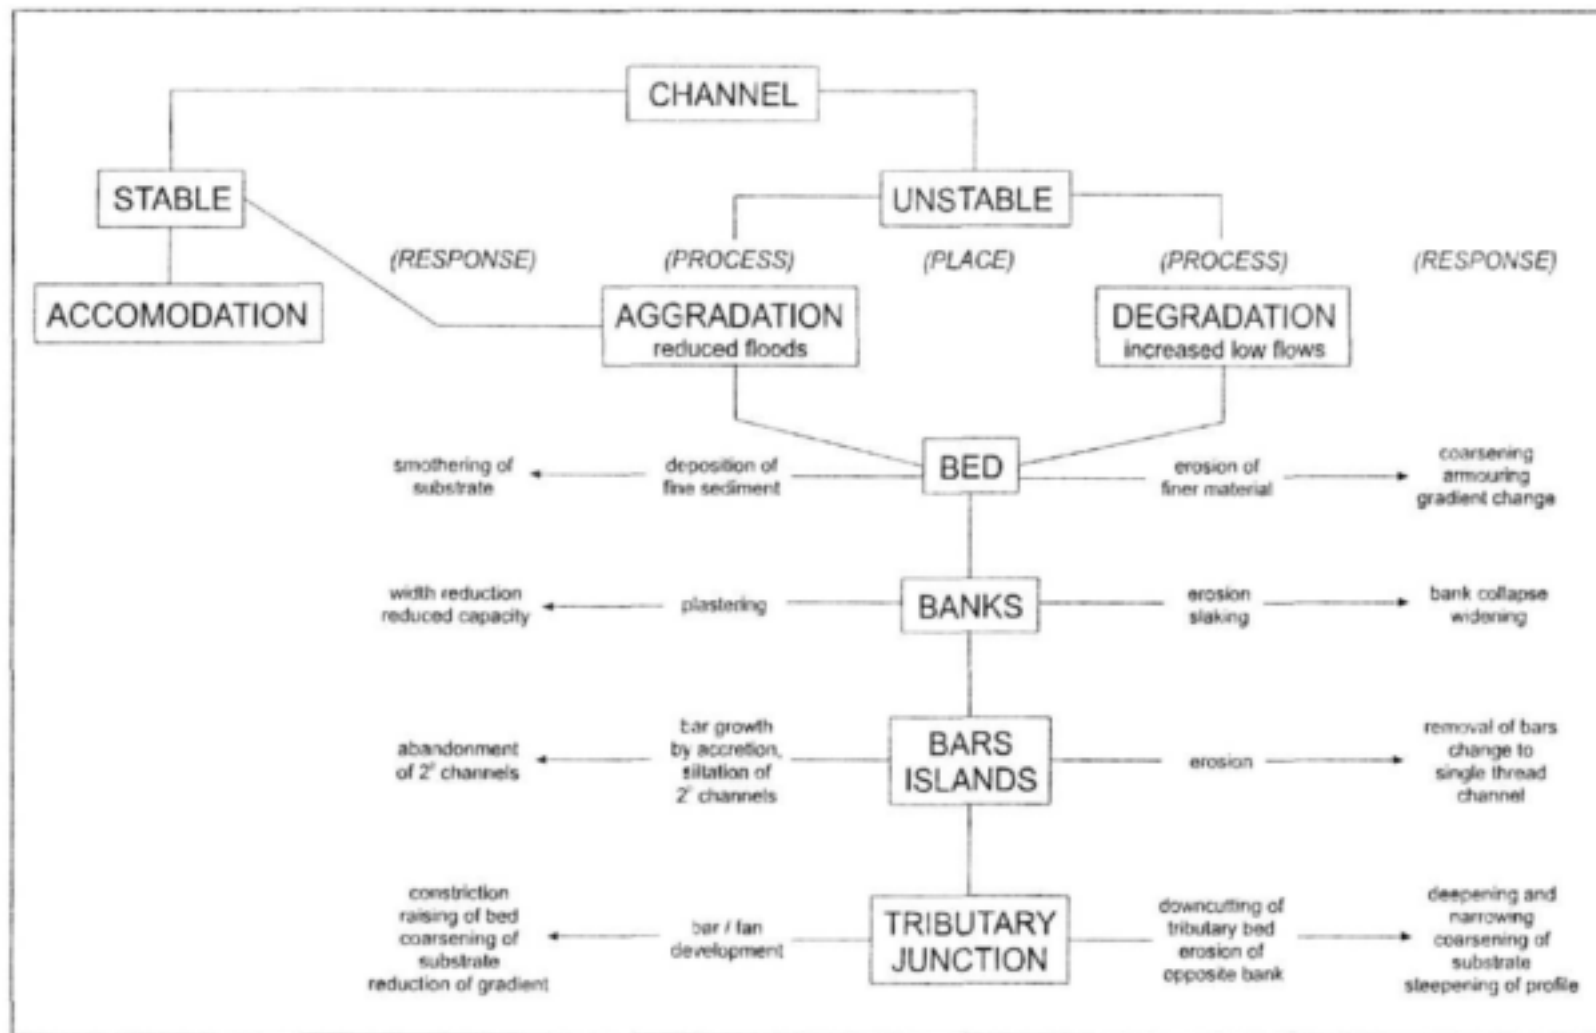 CHANNEL
STABLE
UNSTABLE
(RESPONSE)
(PROCESS)
(PLACE)
(PROCESS)
(RESPONSE)
ACCOMODATION
AGGRADATION
reduced floods
DEGRADATION
increased low flows
smothering of
substrate
deposition of
fine sediment
BED
erosion of
finer material
coarsening
armouring
gradient change
width reduction
reduced capacity
plastering
BANKS
erosion
slaking
bank collapse
widening
abandonment
of 2° channels
bar growth
by accretion,
siltation of
2° channels
BARS
ISLANDS
erosion
removal of bars
change to
single thread
channel
constriction
raising of bed
coarsening of
substrate
reduction of gradient
bar / fan
development
TRIBUTARY
JUNCTION
downcutting of
tributary bed
erosion of
opposite bank
deepening and
narrowing
coarsening of
substrate
steepening of profile